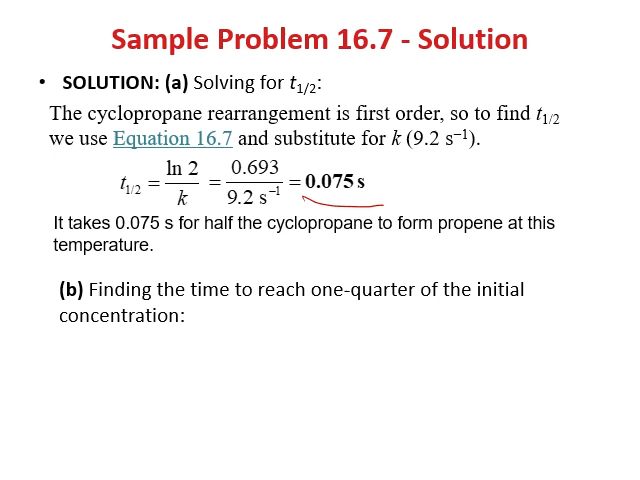 Sample Problem 16.7 - Solution
• SOLUTION: (a) Solving for t1/2:
The cyclopropane rearrangement is first order, so to find t1/2
we use Equation 16.7 and substitute for k (9.2 s⁻¹).
t1/2 = ln 2 / k = 0.693 / 9.2 s⁻¹ = 0.075 s
It takes 0.075 s for half the cyclopropane to form propene at this
temperature.
(b) Finding the time to reach one-quarter of the initial
concentration: